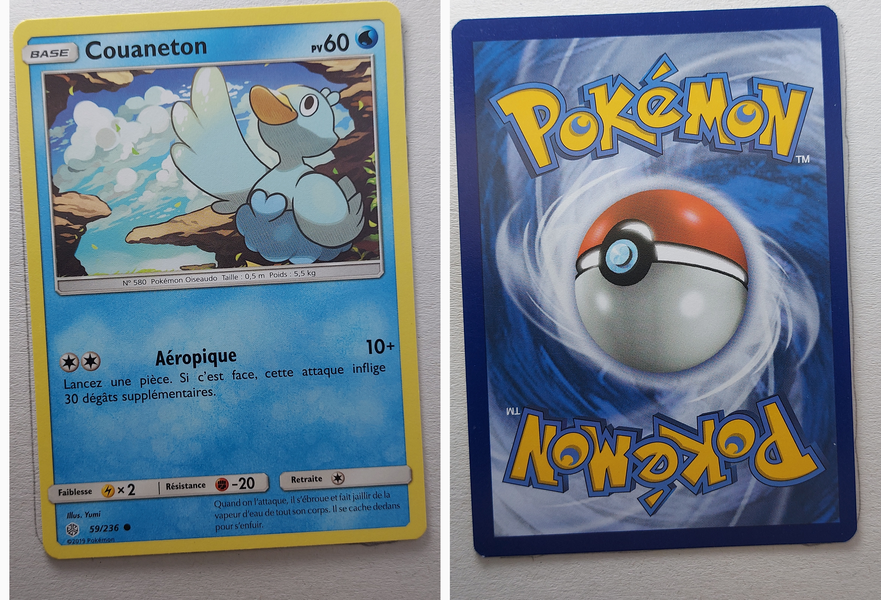 BASE Couaneton PV60
N° 580 Pokémon Oiseaudo Taille : 0,5 m Poids : 5,5 kg
Aéropique 10+
Lancez une pièce. Si c'est face, cette attaque inflige
30 dégâts supplémentaires.
Faiblesse ×2 Résistance -20 Retraite
Quand on l'attaque, il s'ébroue et fait jaillir de la
vapeur d'eau de tout son corps. Il se cache dedans
pour s'enfuir.
Illus. Yumi
59/236
©2019 Pokémon
POKéMON
TM
TM
POKéMON